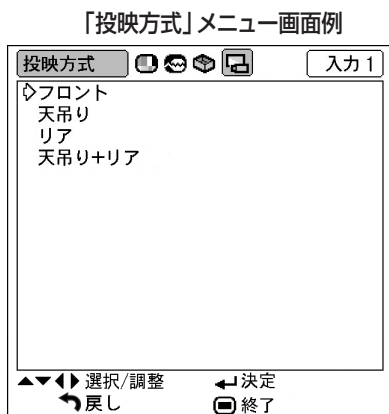 「投映方式」メニュー画面例
投映方式 入力1
フロント
天吊り
リア
天吊り+リア
選択/調整 決定
戻し 終了